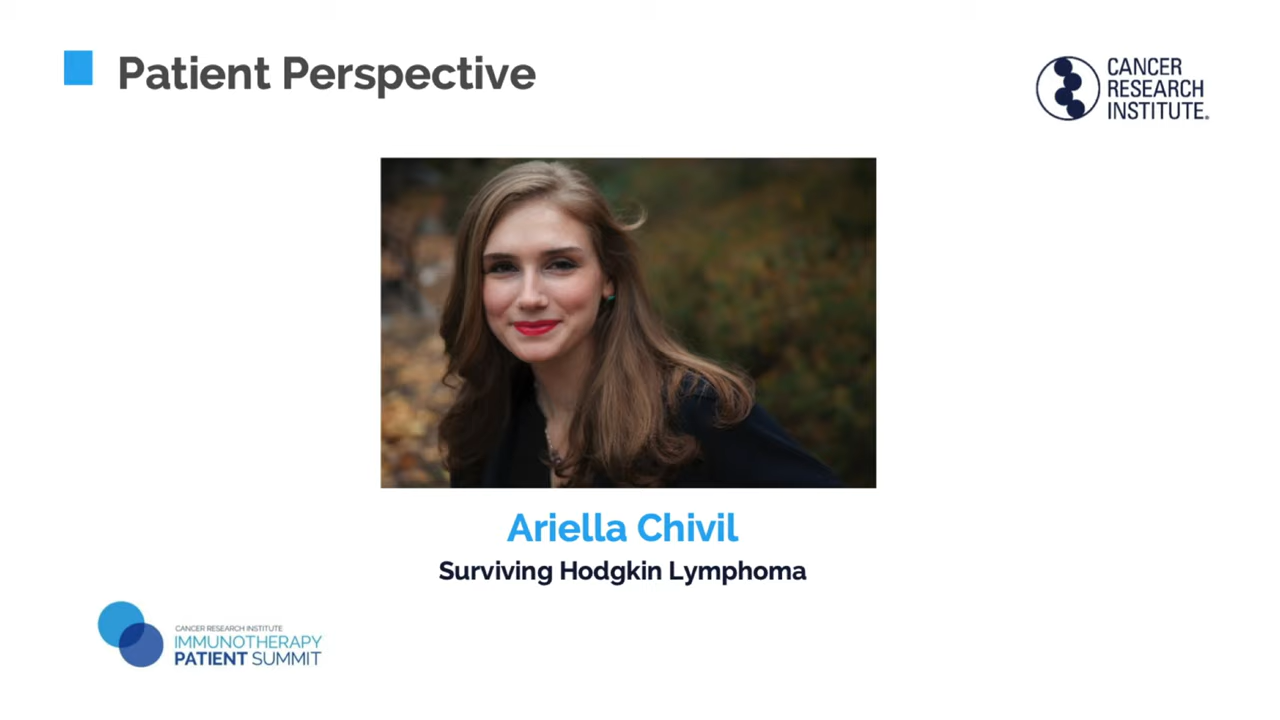 Patient Perspective
CANCER
RESEARCH
INSTITUTE®
Ariella Chivil
Surviving Hodgkin Lymphoma
CANCER RESEARCH INSTITUTE
IMMUNOTHERAPY
PATIENT SUMMIT